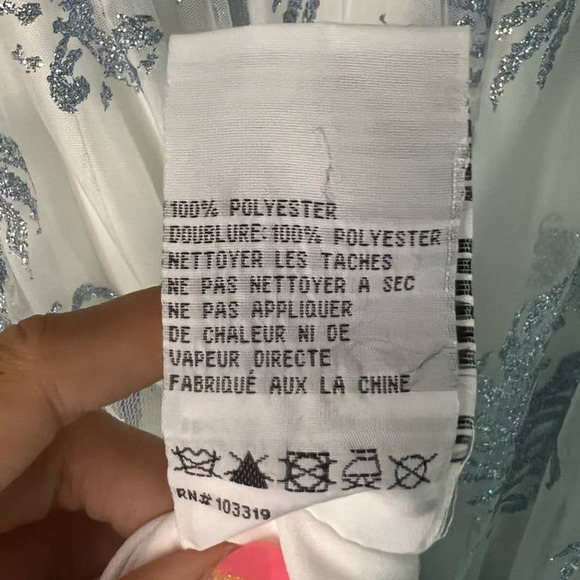 100% POLYESTER
DOUBLURE: 100% POLYESTER
NETTOYER LES TACHES
NE PAS NETTOYER A SEC
NE PAS APPLIQUER
DE CHALEUR NI DE
VAPEUR DIRECTE
FABRIQUÉ AUX LA CHINE
RN# 103319